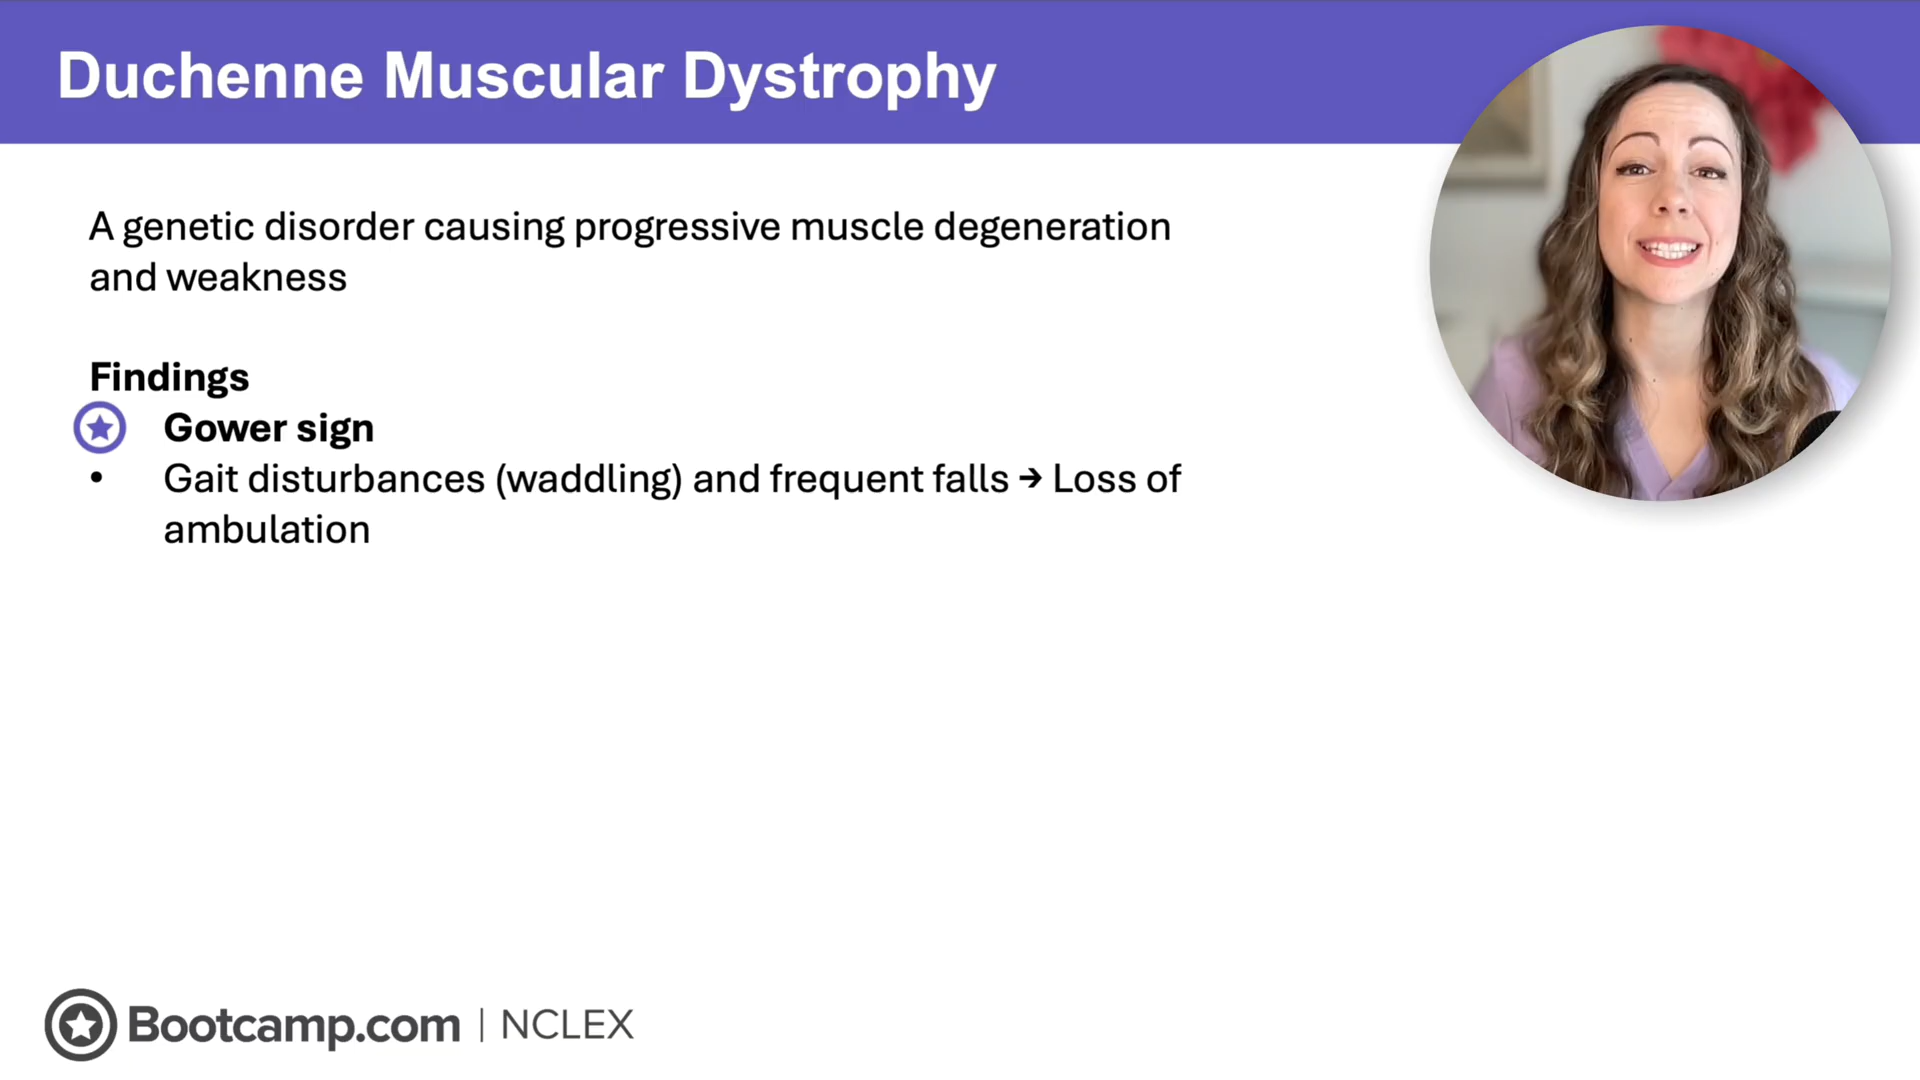 Duchenne Muscular Dystrophy
A genetic disorder causing progressive muscle degeneration
and weakness
Findings
Gower sign
• Gait disturbances (waddling) and frequent falls → Loss of
ambulation
Bootcamp.com | NCLEX